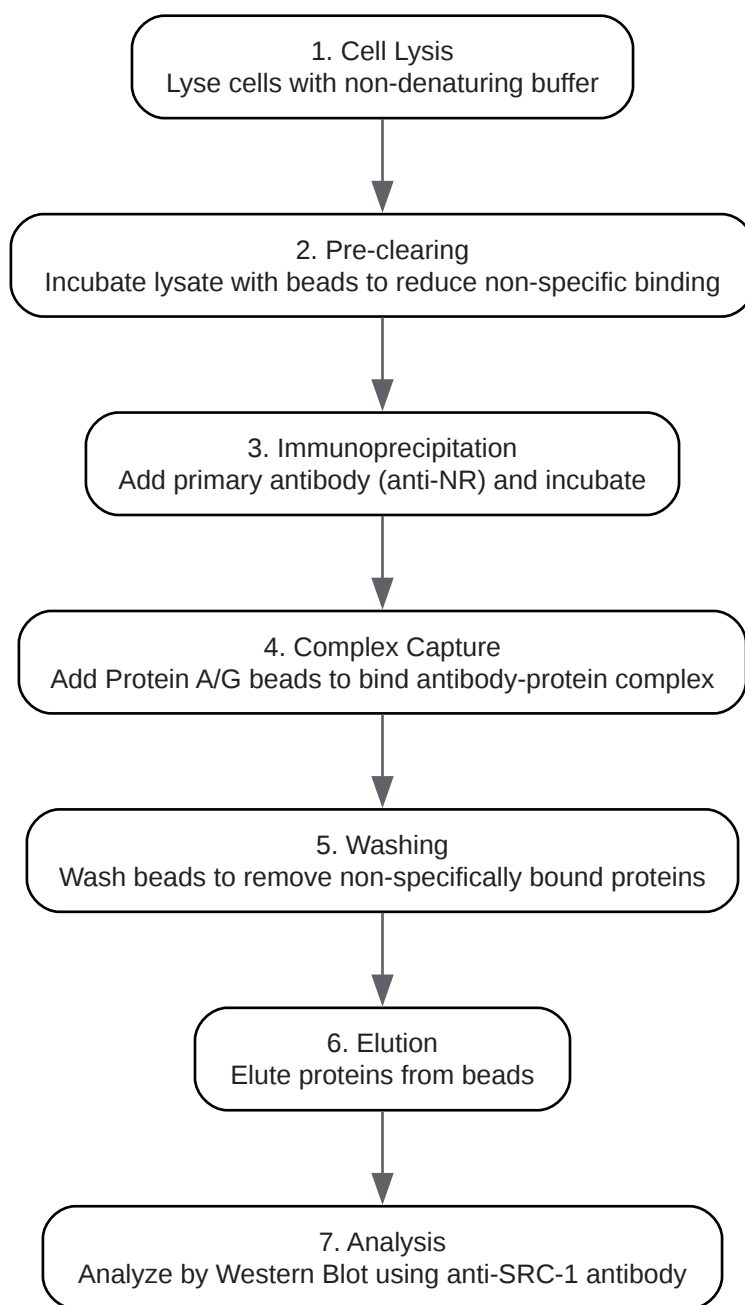 1. Cell Lysis
Lyse cells with non-denaturing buffer
2. Pre-clearing
Incubate lysate with beads to reduce non-specific binding
3. Immunoprecipitation
Add primary antibody (anti-NR) and incubate
4. Complex Capture
Add Protein A/G beads to bind antibody-protein complex
5. Washing
Wash beads to remove non-specifically bound proteins
6. Elution
Elute proteins from beads
7. Analysis
Analyze by Western Blot using anti-SRC-1 antibody